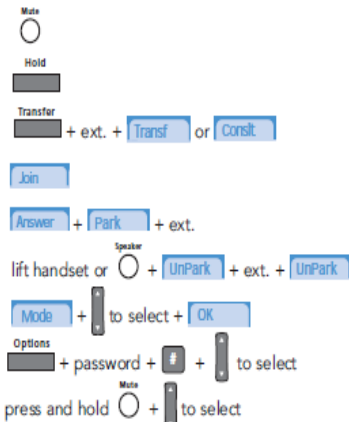 Mute
Hold
Transfer
+ ext. + Transf or Conslt
Join
Answer + Park + ext.
Speaker
lift handset or + UnPark + ext. + UnPark
Mode + to select + OK
Options
+ password + # + to select
Mute
press and hold + to select